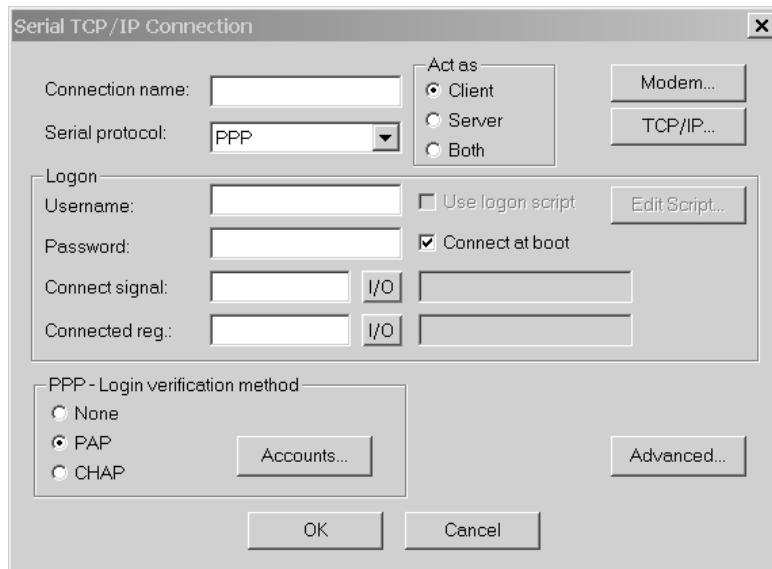 Serial TCP/IP Connection
Connection name:
Serial protocol: PPP
Act as
Client
Server
Both
Modem...
TCP/IP...
Logon
Username:
Use logon script
Edit Script...
Password:
Connect at boot
Connect signal: I/O
Connected reg.: I/O
PPP - Login verification method
None
PAP
CHAP
Accounts...
Advanced...
OK
Cancel